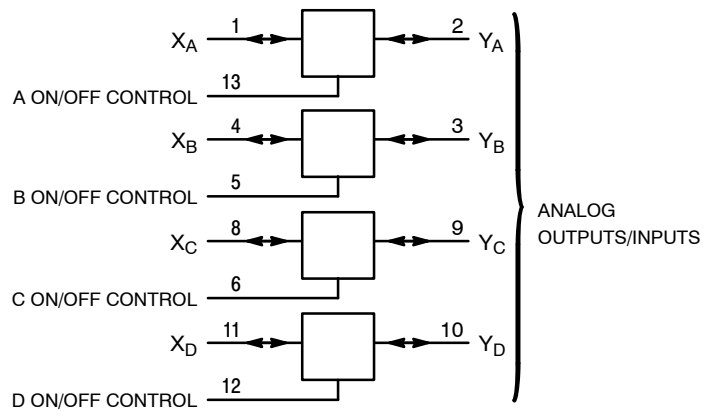 X_A 1 2 Y_A
A ON/OFF CONTROL 13
X_B 4 3 Y_B
B ON/OFF CONTROL 5
X_C 8 9 Y_C
C ON/OFF CONTROL 6
X_D 11 10 Y_D
D ON/OFF CONTROL 12
ANALOG
OUTPUTS/INPUTS